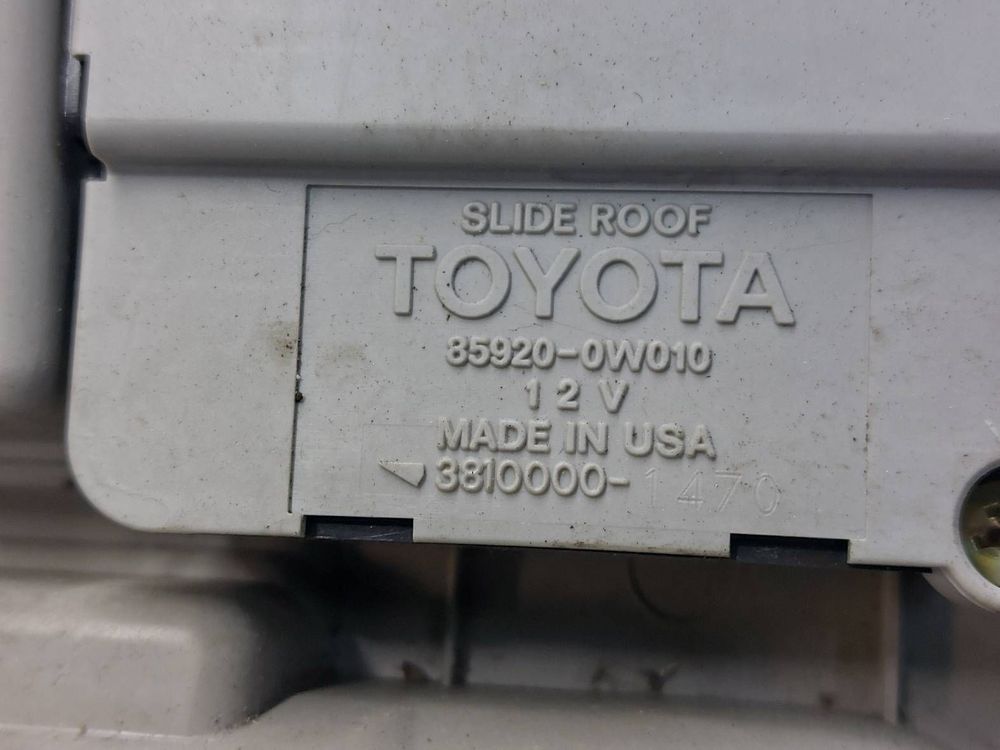 SLIDE ROOF
TOYOTA
85920-0W010
12V
MADE IN USA
3810000-1470